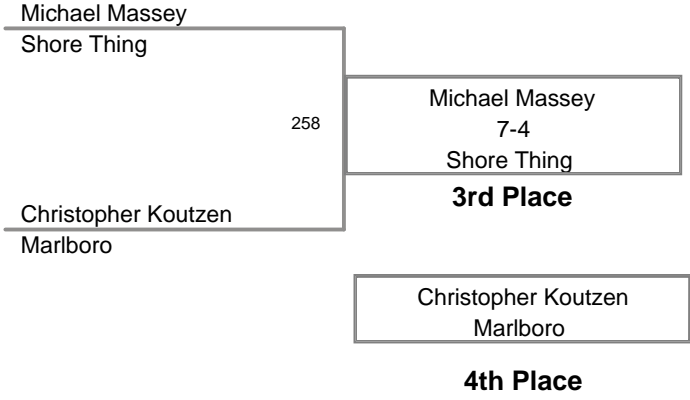 Michael Massey
Shore Thing
258
Michael Massey
7-4
Shore Thing
3rd Place
Christopher Koutzen
Marlboro
Christopher Koutzen
Marlboro
4th Place